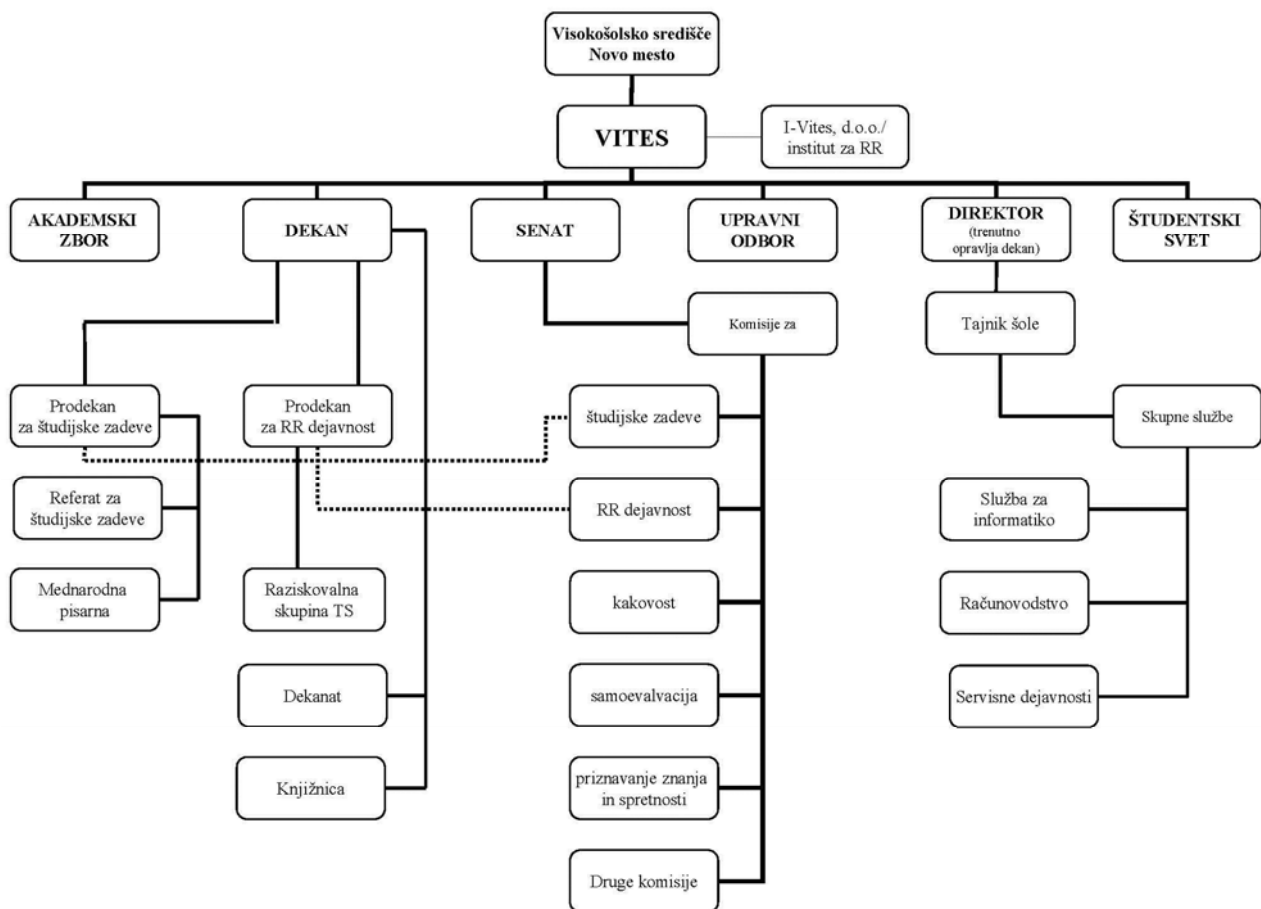 Visokošolsko središče
Novo mesto
VITES
I-Vites, d.o.o./
institut za RR
AKADEMSKI
ZBOR
DEKAN
SENAT
UPRAVNI
ODBOR
DIREKTOR
(trenutno
opravlja dekan)
ŠTUDENTSKI
SVET
Komisije za
Tajnik šole
Prodekan
za študijske zadeve
Prodekan
za RR dejavnost
študijske zadeve
Skupne službe
Referat za
študijske zadeve
RR dejavnost
Služba za
informatiko
Mednarodna
pisarna
Raziskovalna
skupina TS
kakovost
Računovodstvo
Dekanat
samoevalvacija
Servisne dejavnosti
Knjižnica
priznavanje znanja
in spretnosti
Druge komisije